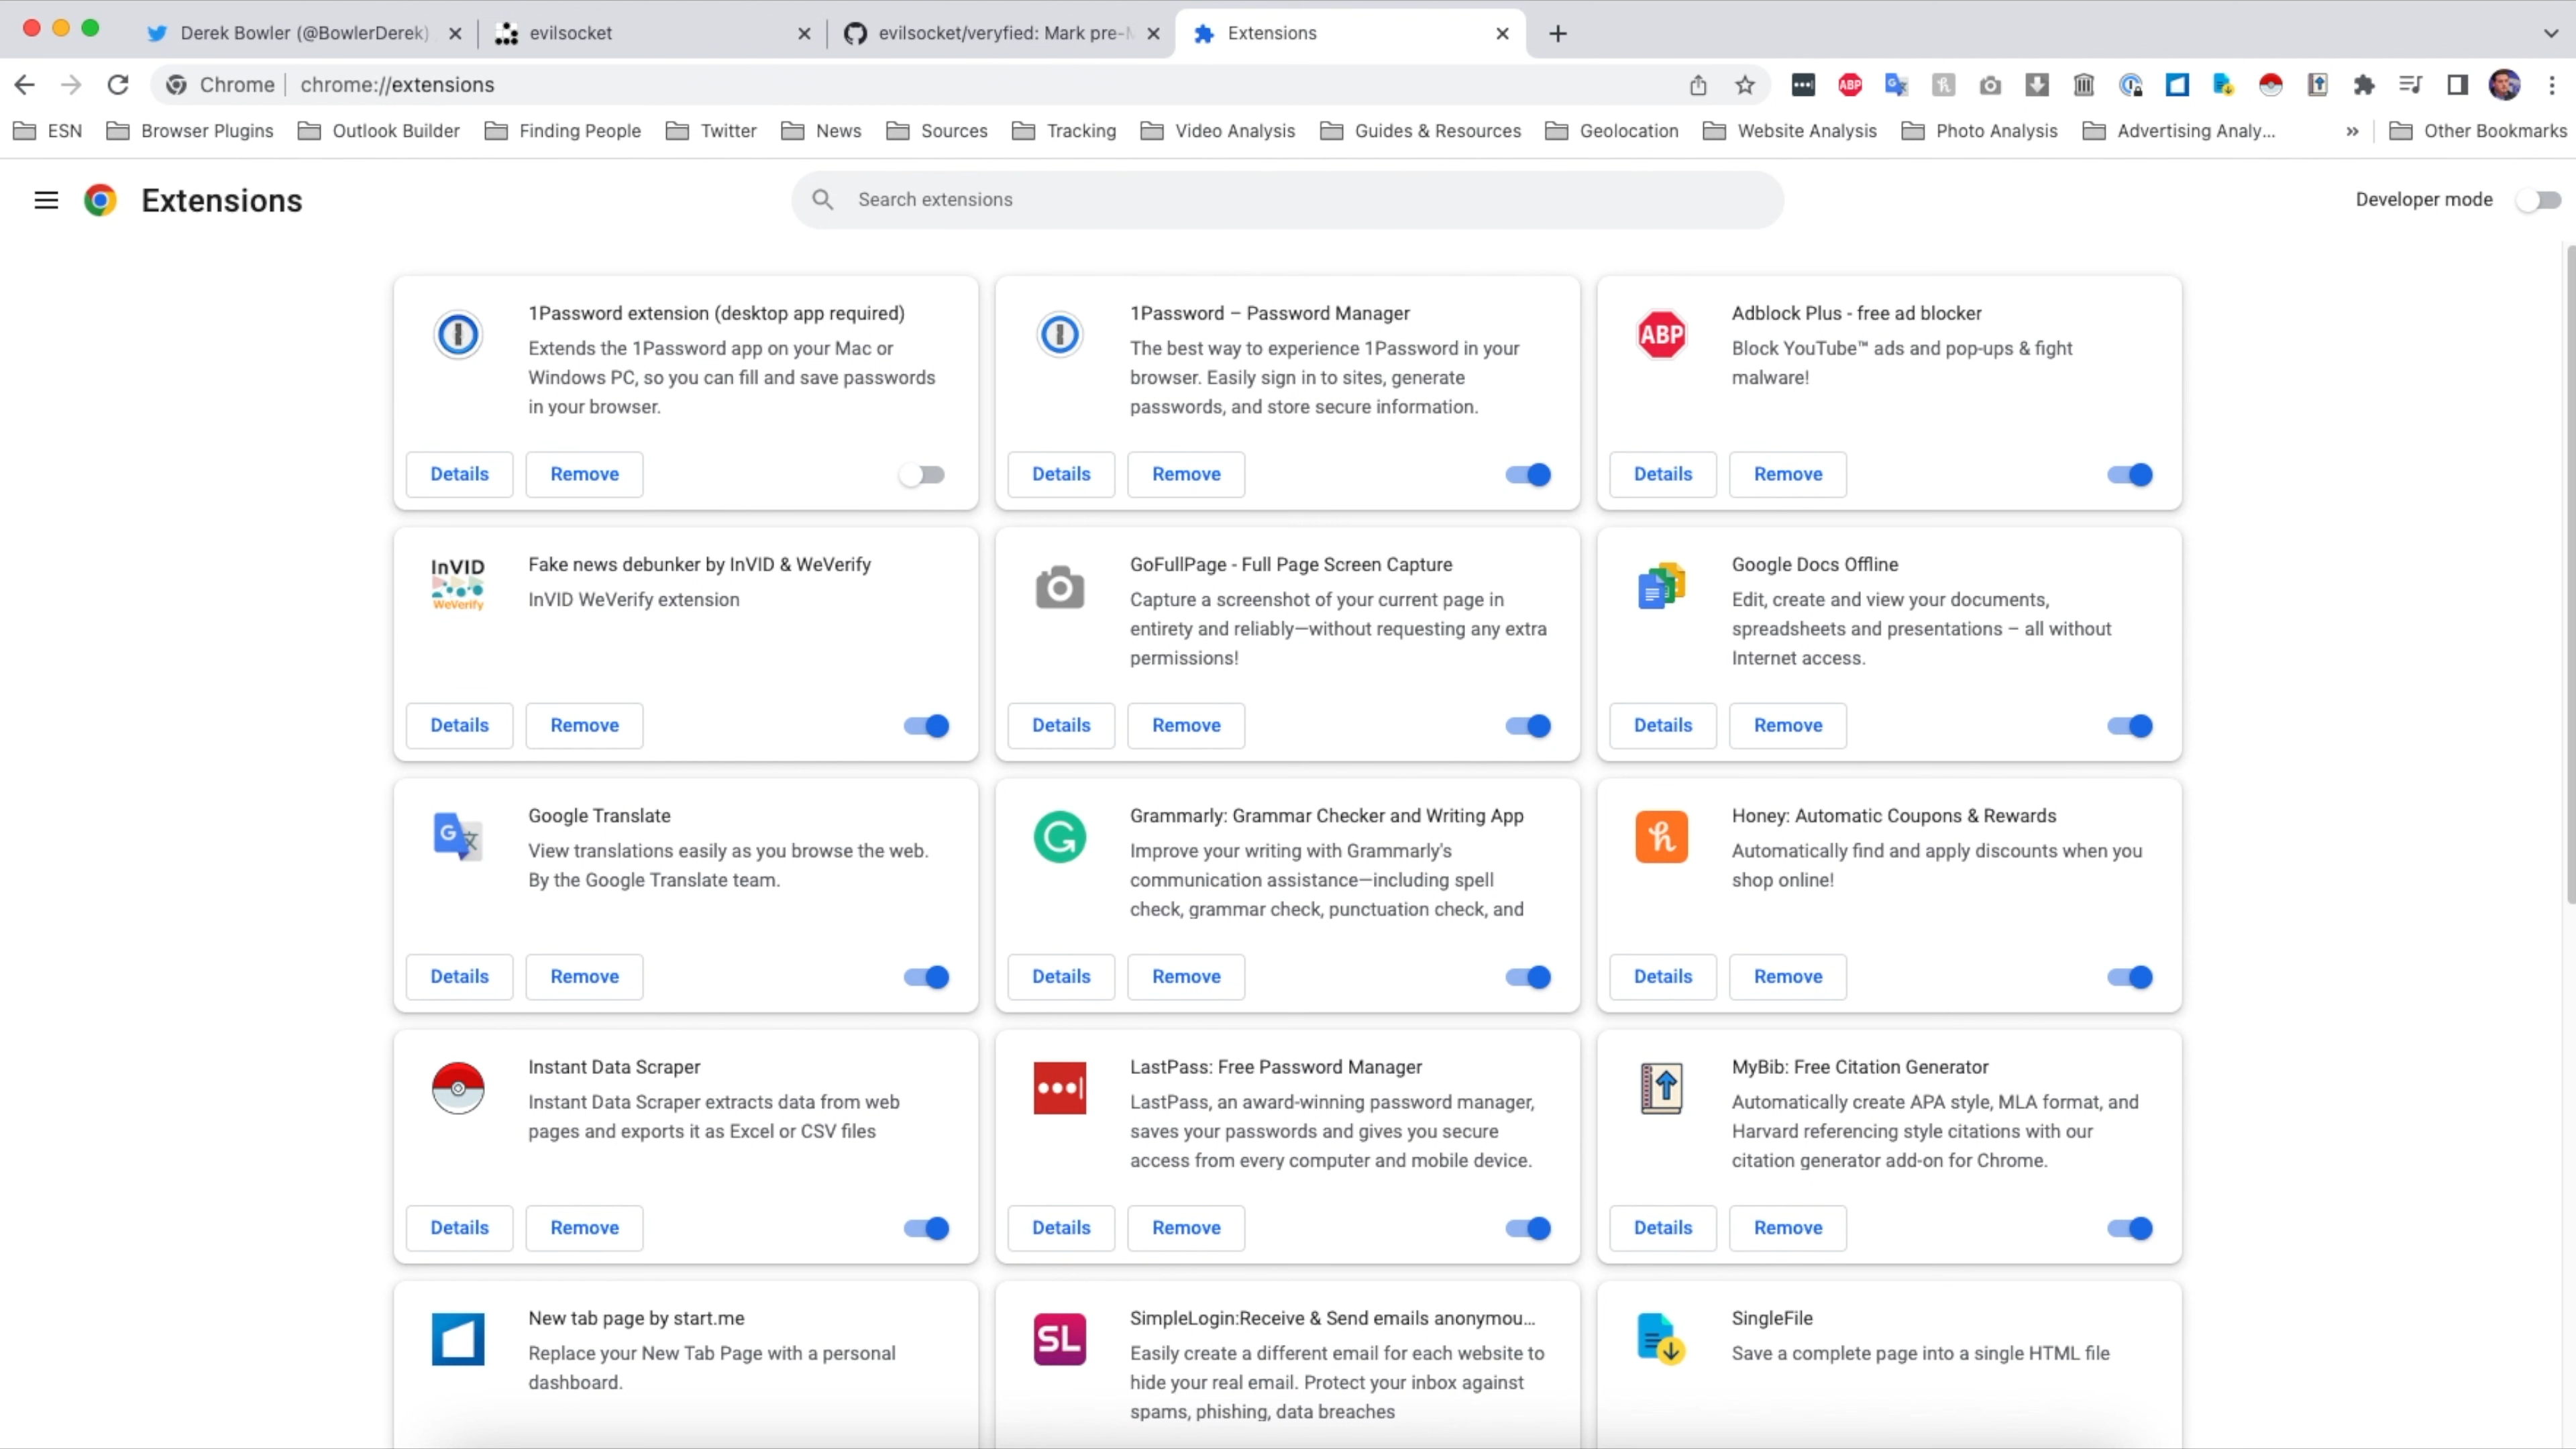 Derek Bowler (@BowlerDerek)
evilsocket
evilsocket/veryfied: Mark pre-M
Extensions
Chrome
chrome://extensions
ABP
ESN
Browser Plugins
Outlook Builder
Finding People
Twitter
News
Sources
Tracking
Video Analysis
Guides & Resources
Geolocation
Website Analysis
Photo Analysis
Advertising Analy...
»
Other Bookmarks
Extensions
Search extensions
Developer mode
1Password extension (desktop app required)
Extends the 1Password app on your Mac or
Windows PC, so you can fill and save passwords
in your browser.
Details
Remove
1Password – Password Manager
The best way to experience 1Password in your
browser. Easily sign in to sites, generate
passwords, and store secure information.
Details
Remove
ABP
Adblock Plus - free ad blocker
Block YouTube™ ads and pop-ups & fight
malware!
Details
Remove
InVID
WeVerify
Fake news debunker by InVID & WeVerify
InVID WeVerify extension
Details
Remove
GoFullPage - Full Page Screen Capture
Capture a screenshot of your current page in
entirety and reliably—without requesting any extra
permissions!
Details
Remove
Google Docs Offline
Edit, create and view your documents,
spreadsheets and presentations – all without
Internet access.
Details
Remove
G 文
Google Translate
View translations easily as you browse the web.
By the Google Translate team.
Details
Remove
G
Grammarly: Grammar Checker and Writing App
Improve your writing with Grammarly's
communication assistance—including spell
check, grammar check, punctuation check, and
Details
Remove
h
Honey: Automatic Coupons & Rewards
Automatically find and apply discounts when you
shop online!
Details
Remove
Instant Data Scraper
Instant Data Scraper extracts data from web
pages and exports it as Excel or CSV files
Details
Remove
LastPass: Free Password Manager
LastPass, an award-winning password manager,
saves your passwords and gives you secure
access from every computer and mobile device.
Details
Remove
MyBib: Free Citation Generator
Automatically create APA style, MLA format, and
Harvard referencing style citations with our
citation generator add-on for Chrome.
Details
Remove
New tab page by start.me
Replace your New Tab Page with a personal
dashboard.
SL
SimpleLogin:Receive & Send emails anonymou...
Easily create a different email for each website to
hide your real email. Protect your inbox against
spams, phishing, data breaches
SingleFile
Save a complete page into a single HTML file